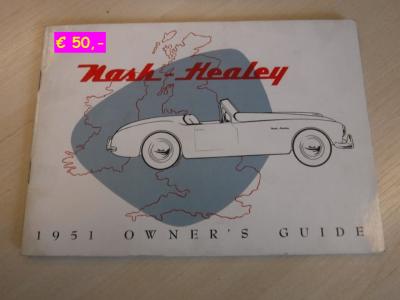 € 50,-
Nash-Healey
1951 OWNER'S GUIDE